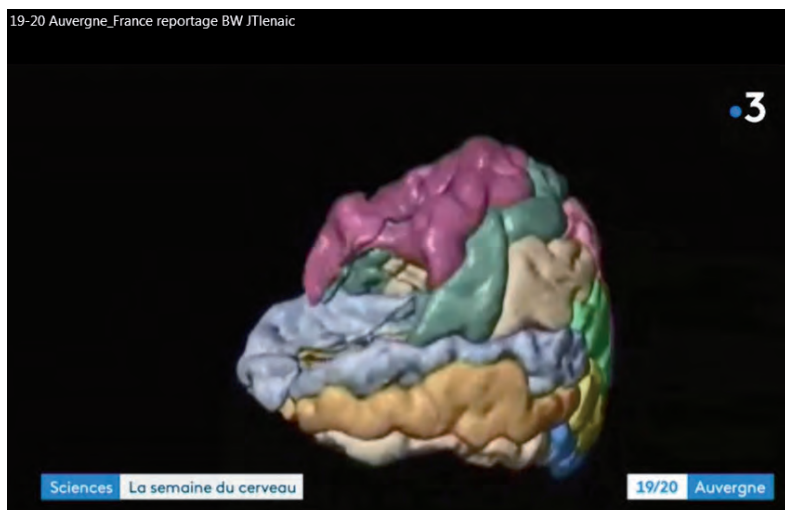 19-20 Auvergne_France reportage BW JTlenaic
3
Sciences La semaine du cerveau
19/20 Auvergne